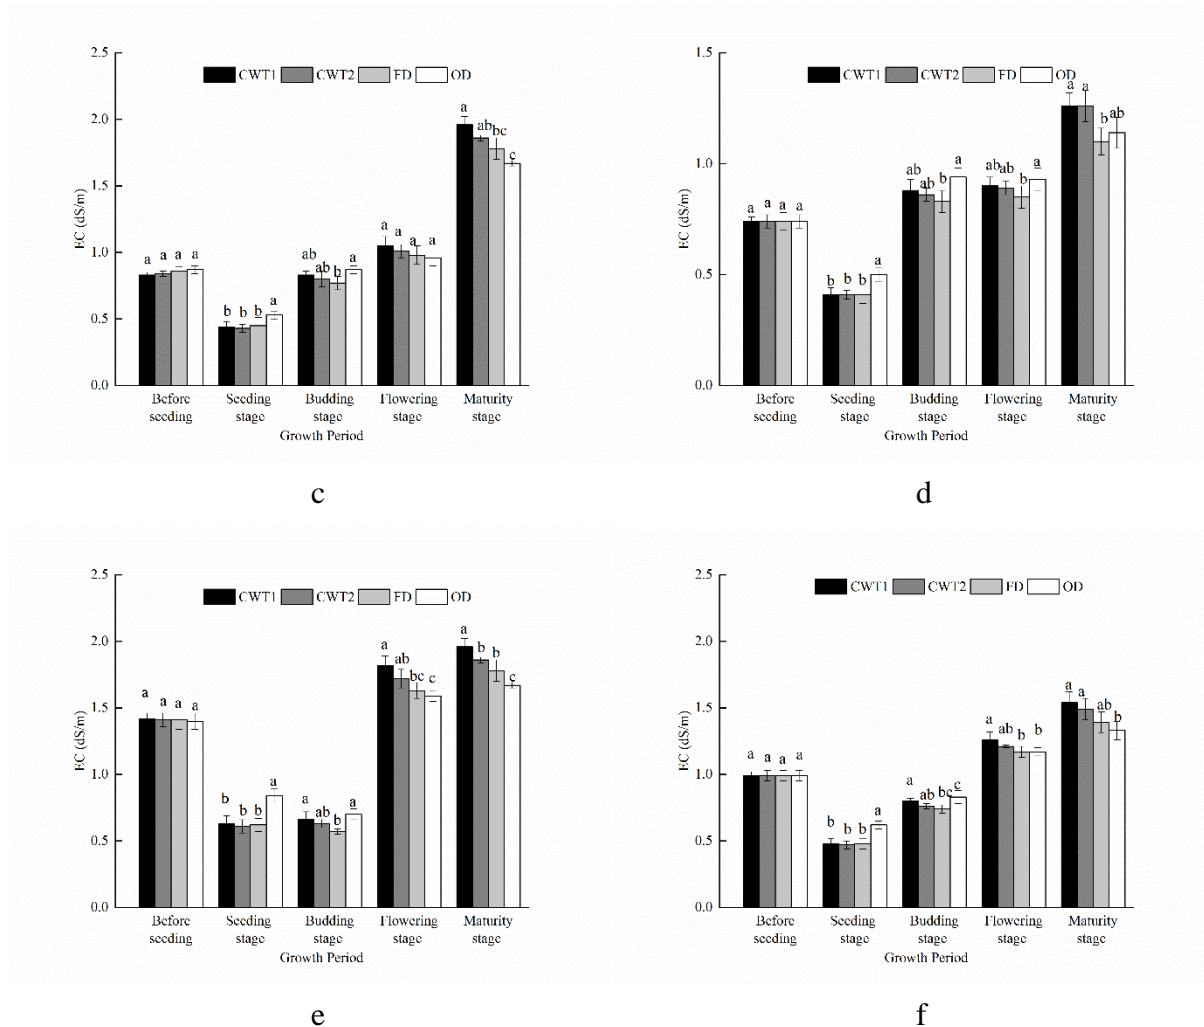 2.5
CWT1 CWT2 FD OD
2.0
1.5
1.0
0.5
0.0
EC (dS/m)
a a a a
b b b a
ab ab b a
a a a a
a ab bc c
Before seeding
Seeding stage
Budding stage
Flowering stage
Maturity stage
Growth Period
c
1.5
CWT1 CWT2 FD OD
1.0
0.5
0.0
EC (dS/m)
a a a a
b b b a
ab ab b a
ab ab b a
a a b ab
Before seeding
Seeding stage
Budding stage
Flowering stage
Maturity stage
Growth Period
d
2.5
CWT1 CWT2 FD OD
2.0
1.5
1.0
0.5
0.0
EC (dS/m)
a a a a
b b b a
a ab b a
a ab bc c
a b b c
Before seeding
Seeding stage
Budding stage
Flowering stage
Maturity stage
Growth Period
e
2.5
CWT1 CWT2 FD OD
2.0
1.5
1.0
0.5
0.0
EC (dS/m)
a a a a
b b b a
a ab bc c
a ab b b
a a ab b
Before seeding
Seeding stage
Budding stage
Flowering stage
Maturity stage
Growth Period
f